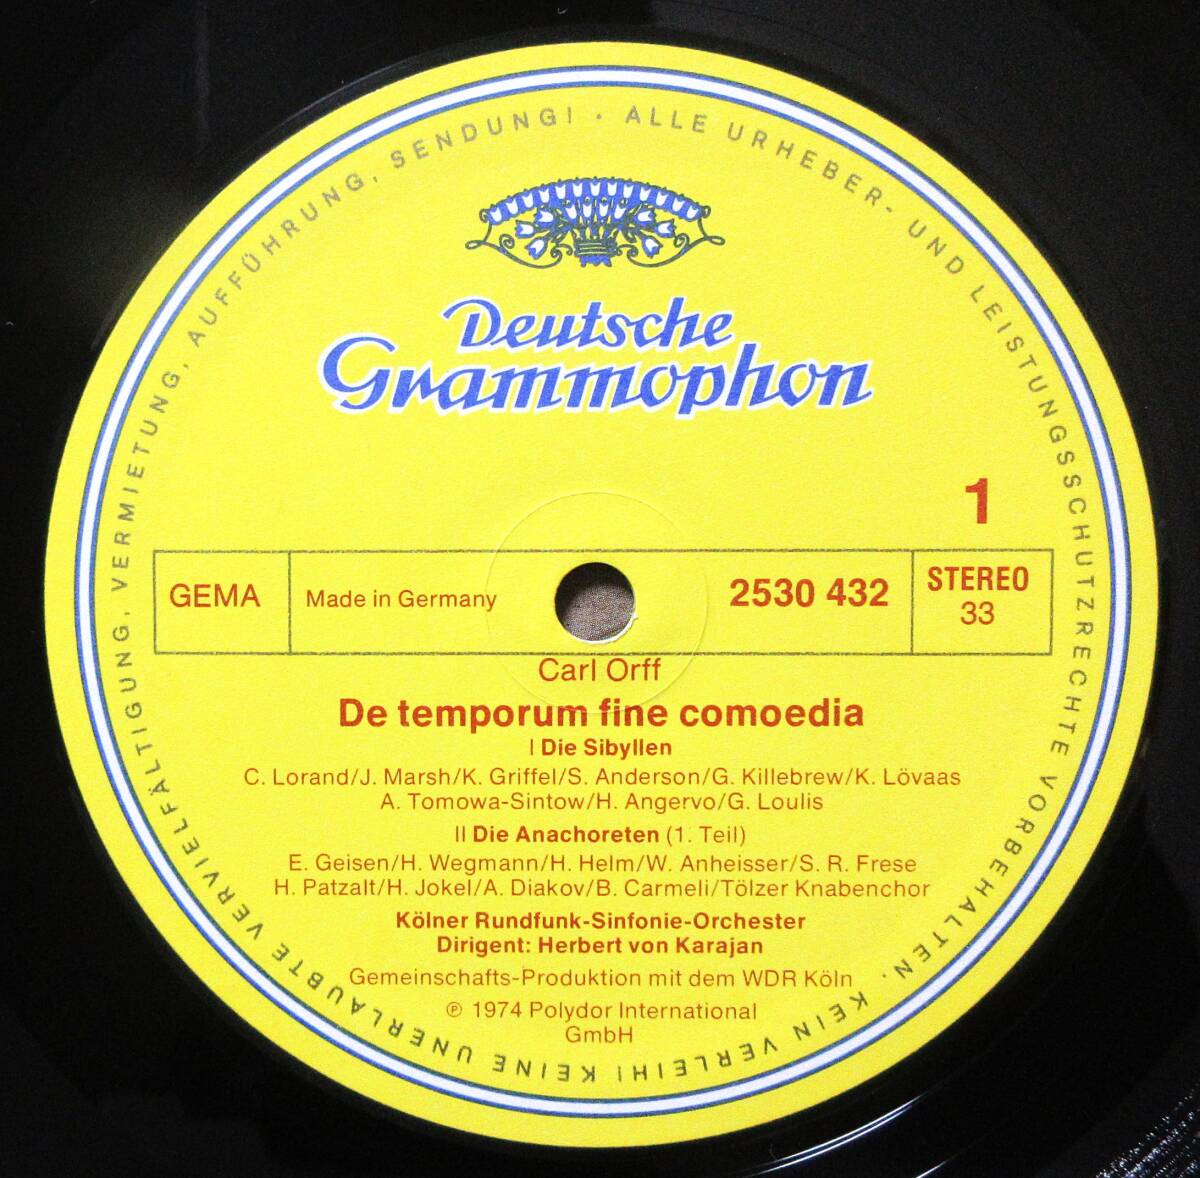 Deutsche
Grammophon
1
GEMA
Made in Germany
2530 432
STEREO
33
Carl Orff
De temporum fine comoedia
I Die Sibyllen
C. Lorand/J. Marsh/K. Griffel/S. Anderson/G. Killebrew/K. Lövaas
A. Tomowa-Sintow/H. Angervo/G. Loulis
II Die Anachoreten (1. Teil)
E. Geisen/H. Wegmann/H. Helm/W. Anheisser/S. R. Frese
H. Patzalt/H. Jokel/A. Diakov/B. Carmeli/Tölzer Knabenchor
Kölner Rundfunk-Sinfonie-Orchester
Dirigent: Herbert von Karajan
Gemeinschafts-Produktion mit dem WDR Köln
℗ 1974 Polydor International
GmbH
ALLE URHEBER- UND LEISTUNGSSCHUTZRECHTE VORBEHALTEN. KEIN VERLEIH! KEINE UNERLAUBTE VERVIELFÄLTIGUNG, VERMIETUNG, AUFFÜHRUNG, SENDUNG! ·